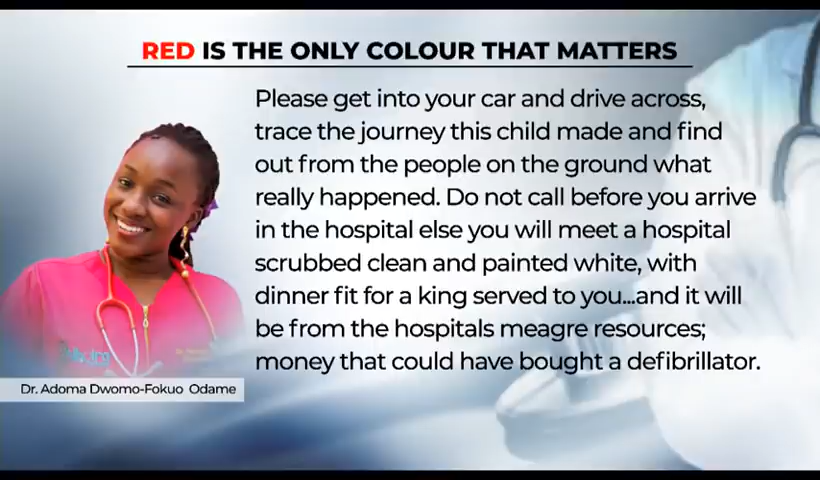 RED IS THE ONLY COLOUR THAT MATTERS
Please get into your car and drive across,
trace the journey this child made and find
out from the people on the ground what
really happened. Do not call before you arrive
in the hospital else you will meet a hospital
scrubbed clean and painted white, with
dinner fit for a king served to you...and it will
be from the hospitals meagre resources;
money that could have bought a defibrillator.
Dr. Adoma Dwomo-Fokuo Odame